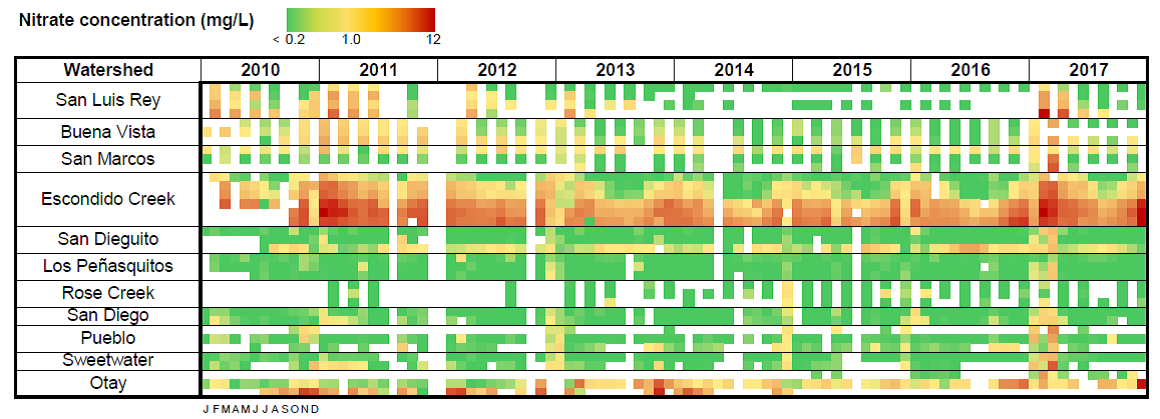 Nitrate concentration (mg/L)
< 0.2 1.0 12
Watershed 2010 2011 2012 2013 2014 2015 2016 2017
San Luis Rey
Buena Vista
San Marcos
Escondido Creek
San Dieguito
Los Peñasquitos
Rose Creek
San Diego
Pueblo
Sweetwater
Otay
J F M A M J J A S O N D